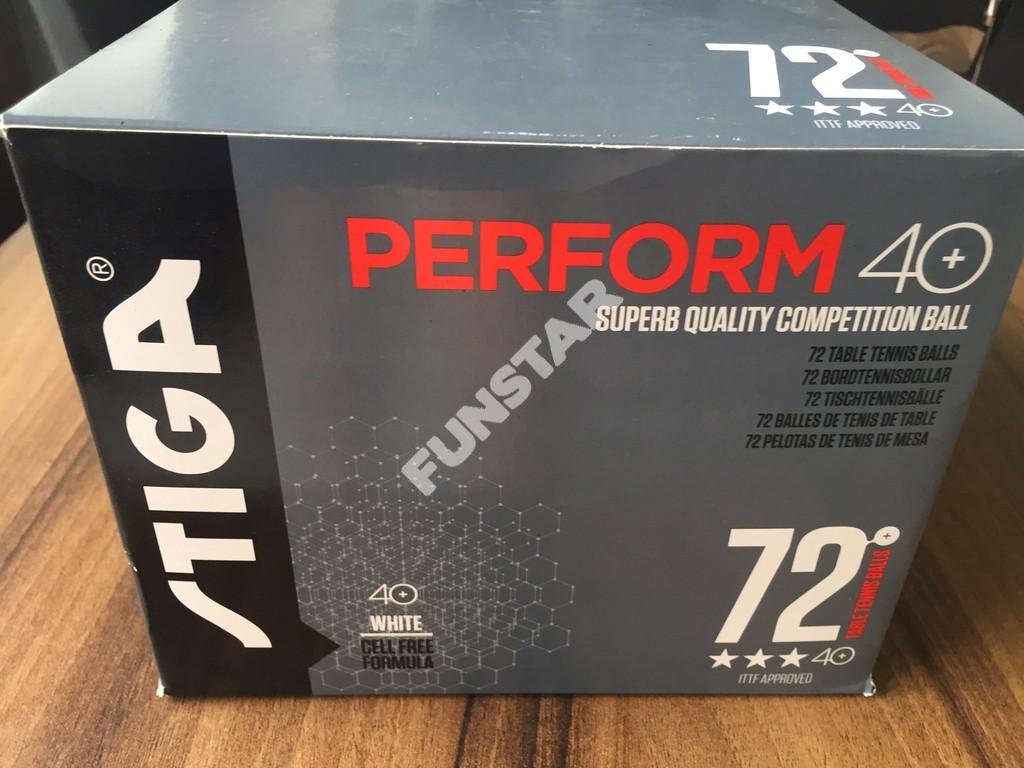 72
★★★ 40+
ITTF APPROVED
STIGA®
PERFORM 40+
SUPERB QUALITY COMPETITION BALL
72 TABLE TENNIS BALLS
72 BORDTENNISBOLLAR
72 TISCHTENNISBÄLLE
72 BALLES DE TENIS DE TABLE
72 PELOTAS DE TENIS DE MESA
FUNSTAR
40+
WHITE
CELL FREE
FORMULA
72
+
TABLE TENNIS BALLS
★★★ 40+
ITTF APPROVED